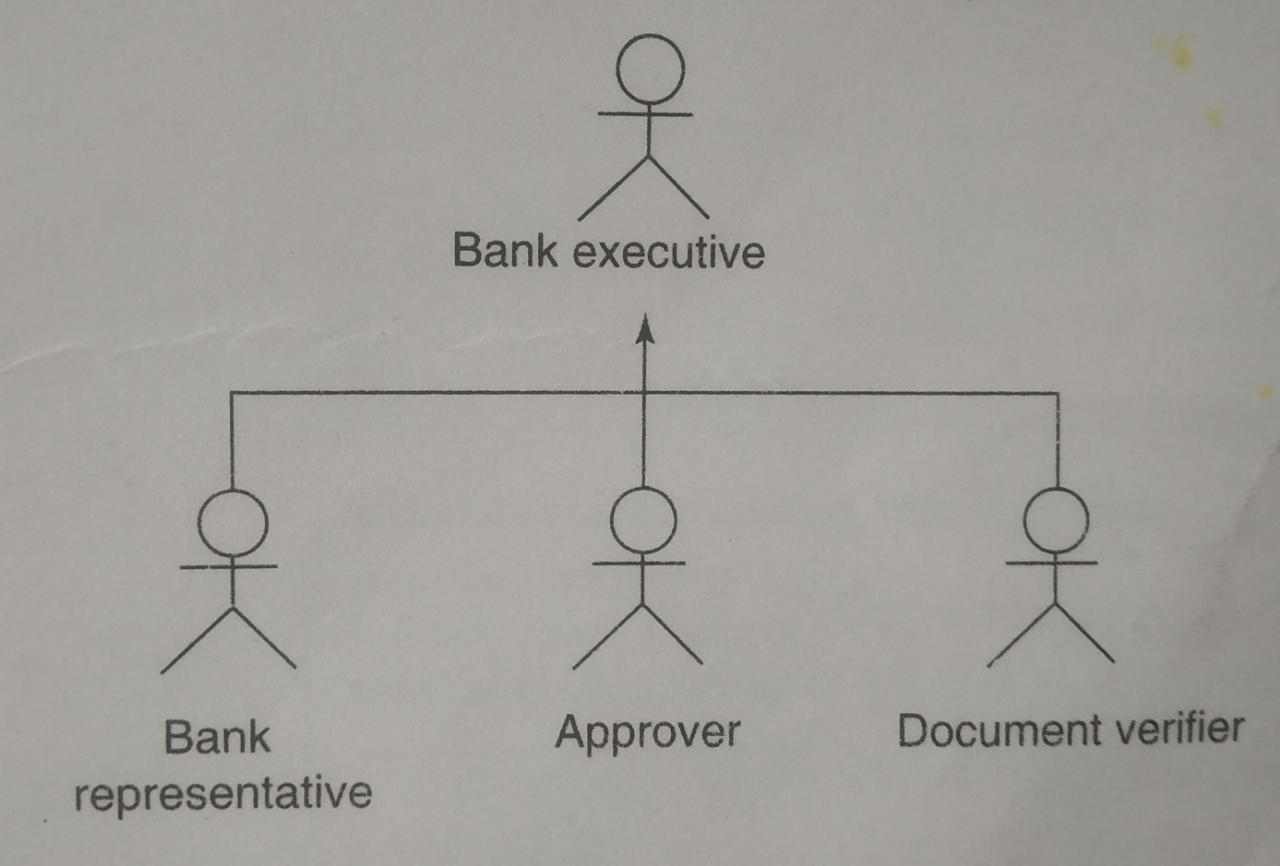 Bank executive
Bank
representative
Approver
Document verifier